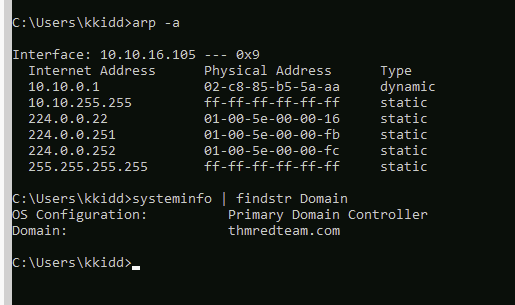 C:\Users\kkidd>arp -a
Interface: 10.10.16.105 --- 0x9
Internet Address Physical Address Type
10.10.0.1 02-c8-85-b5-5a-aa dynamic
10.10.255.255 ff-ff-ff-ff-ff-ff static
224.0.0.22 01-00-5e-00-00-16 static
224.0.0.251 01-00-5e-00-00-fb static
224.0.0.252 01-00-5e-00-00-fc static
255.255.255.255 ff-ff-ff-ff-ff-ff static
C:\Users\kkidd>systeminfo | findstr Domain
OS Configuration: Primary Domain Controller
Domain: thmredteam.com
C:\Users\kkidd>